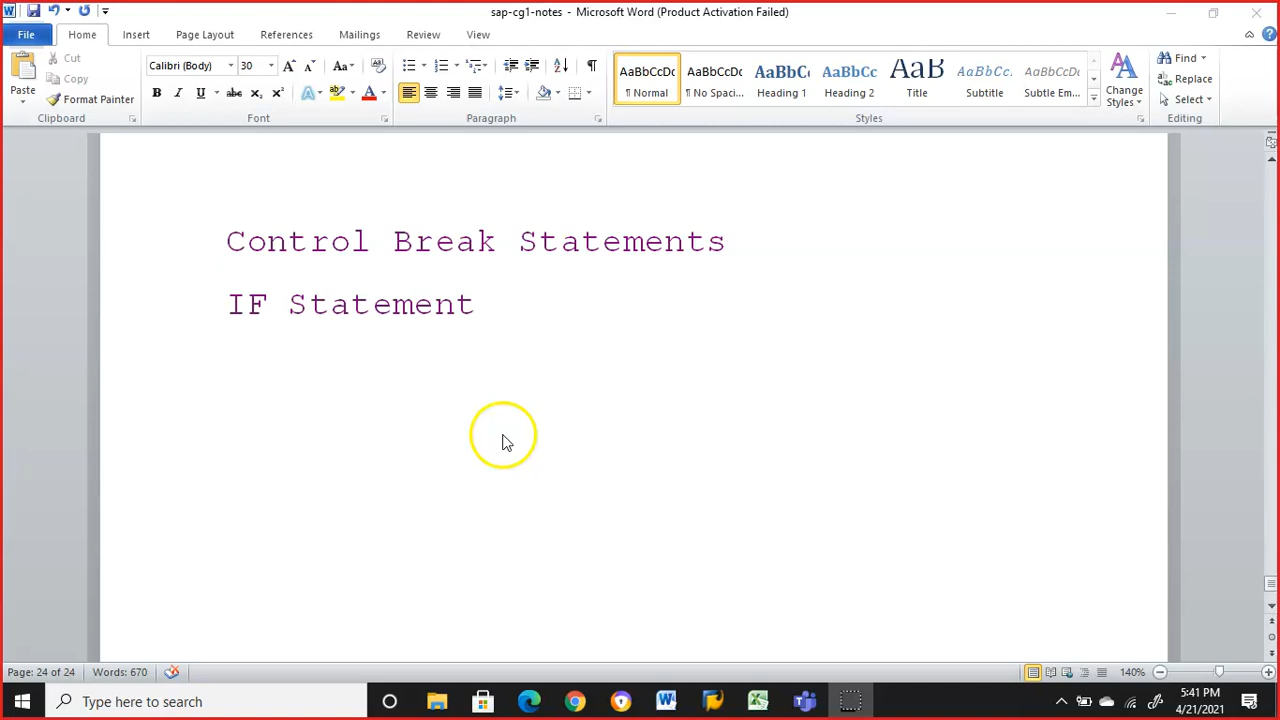 sap-cg1-notes - Microsoft Word (Product Activation Failed)
File Home Insert Page Layout References Mailings Review View
Paste
Cut
Copy
Format Painter
Clipboard
Calibri (Body) 30
Font
Paragraph
AaBbCcDc AaBbCcDc AaBbCc AaBbCc AaB AaBbCc. AaBbCcDc
¶ Normal ¶ No Spaci... Heading 1 Heading 2 Title Subtitle Subtle Em...
Styles
Change
Styles
Find
Replace
Select
Editing
Control Break Statements
IF Statement
Page: 24 of 24 Words: 670 140%
Type here to search
5:41 PM
4/21/2021